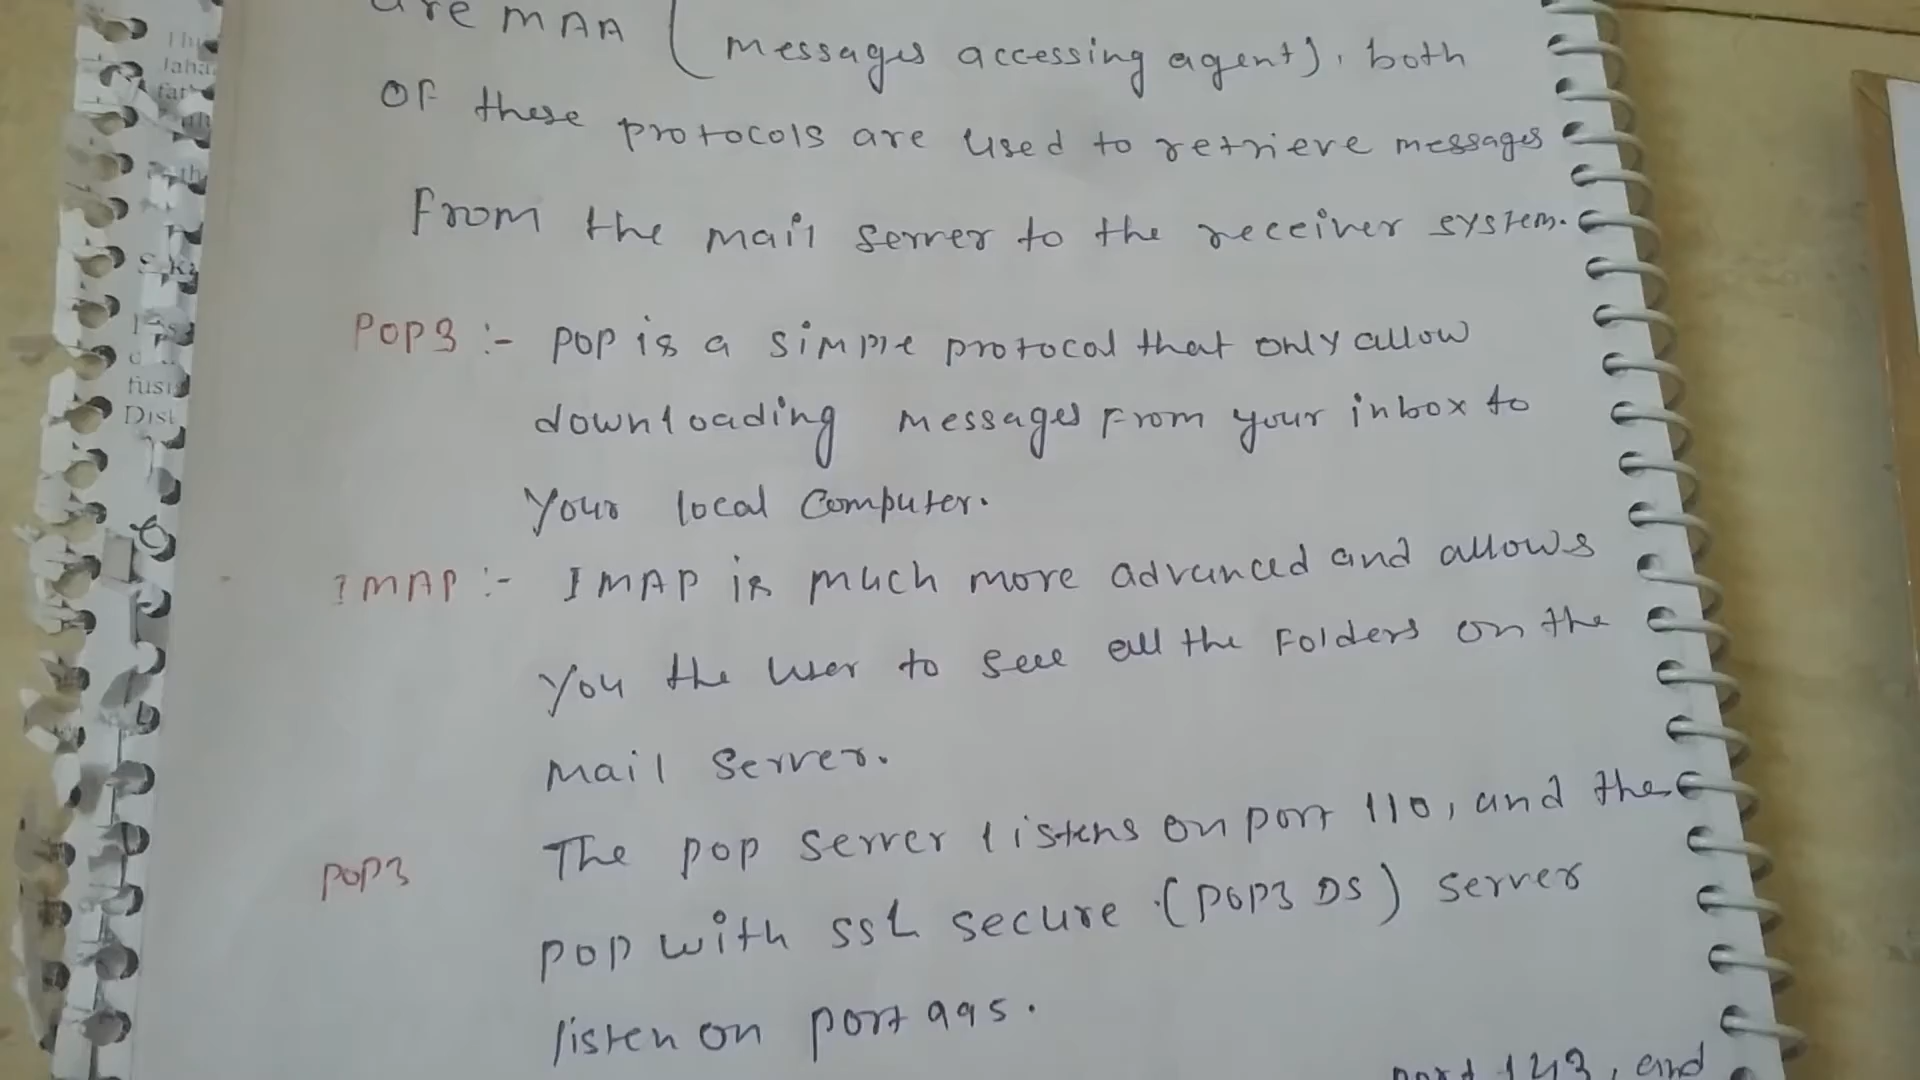 are MAA (messages accessing agent), both
of these protocols are used to retrieve messages
From the mail server to the receiver system.
POP3 :- POP is a simple protocal that only allow
downloading messages From your inbox to
Your local Computer.
IMAP :- IMAP is much more advanced and allows
You the user to see all the Folders on the
Mail Server.
POP3 The POP server listens on port 110, and the
POP with SSL secure (POP3 DS) server
listen on port 995.
port 143, and